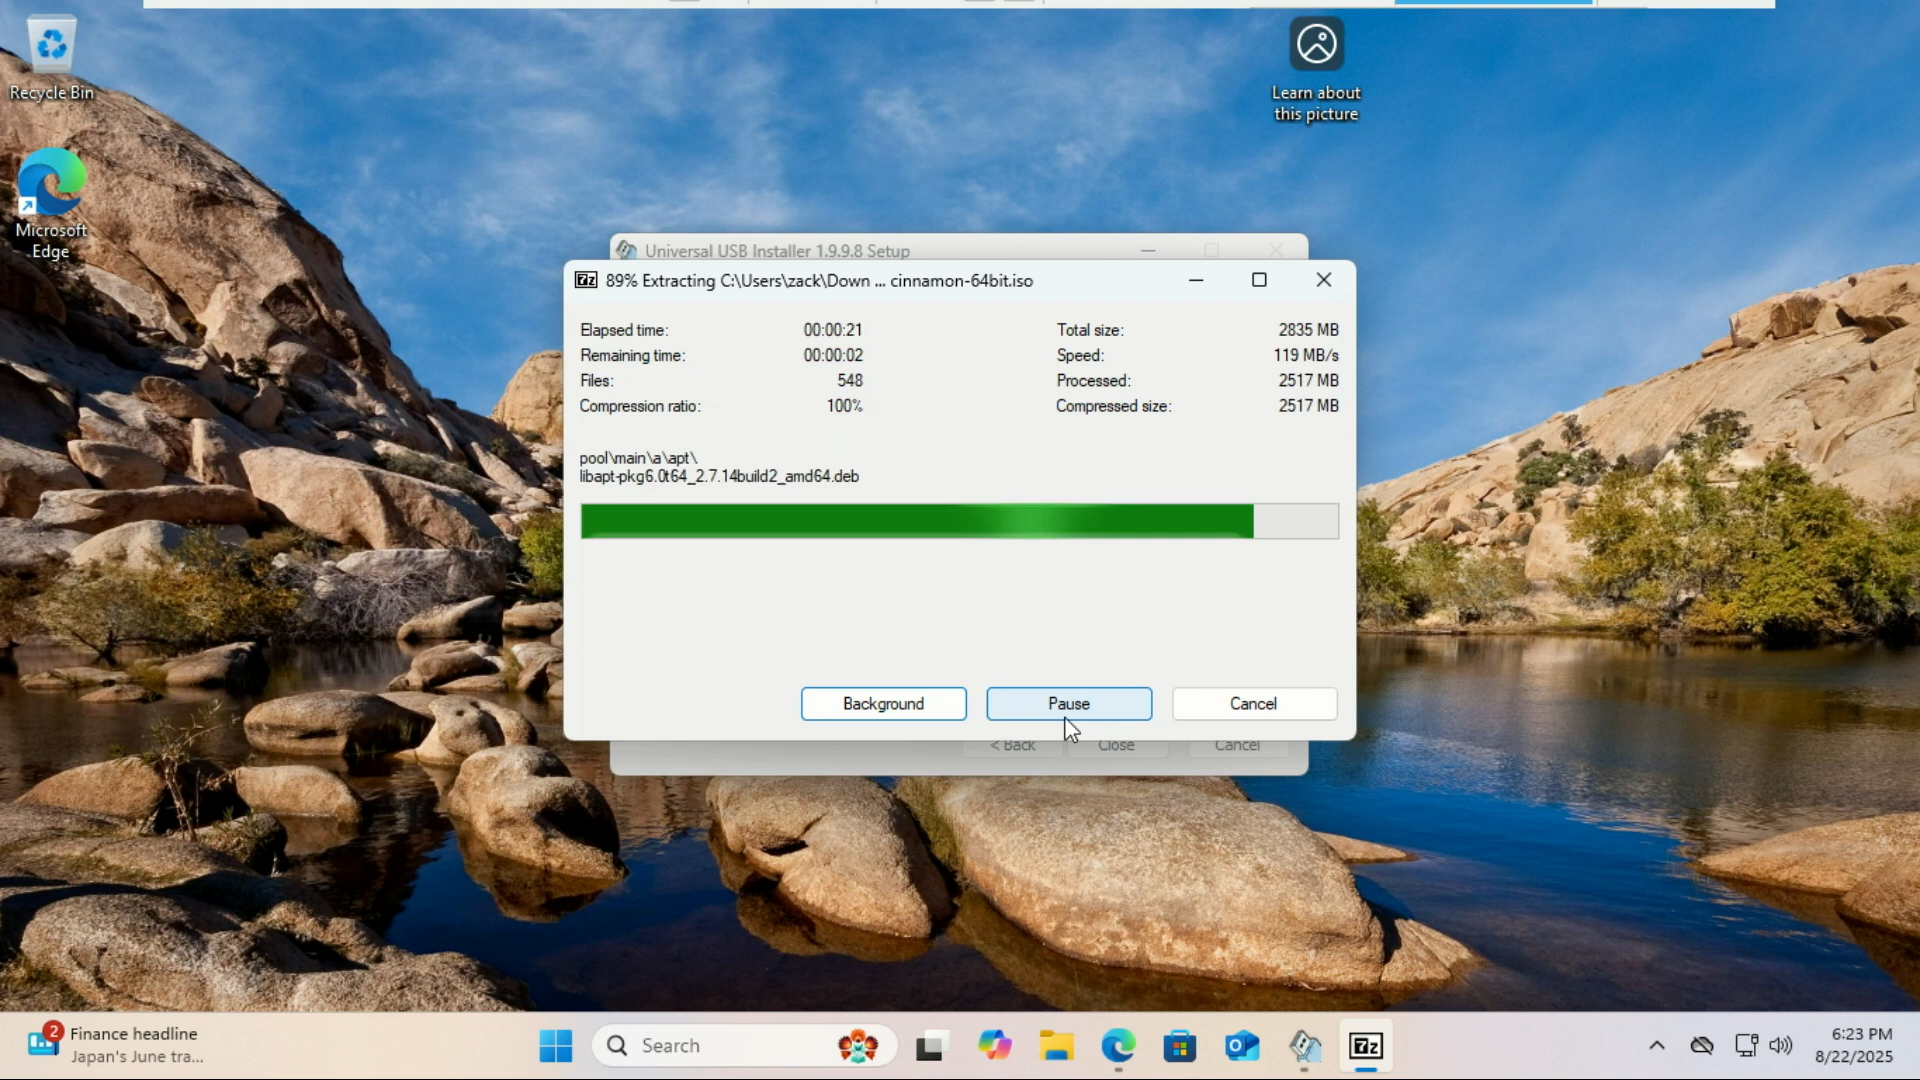 Recycle Bin
Microsoft
Edge
Learn about
this picture
Universal USB Installer 1.9.9.8 Setup
7z
89% Extracting C:\Users\zack\Down ... cinnamon-64bit.iso
Elapsed time: 00:00:21
Total size: 2835 MB
Remaining time: 00:00:02
Speed: 119 MB/s
Files: 548
Processed: 2517 MB
Compression ratio: 100%
Compressed size: 2517 MB
pool\main\a\apt\
libapt-pkg6.0t64_2.7.14build2_amd64.deb
Background
Pause
Cancel
< Back
Close
Cancel
2
Finance headline
Japan's June tra...
Search
7z
6:23 PM
8/22/2025